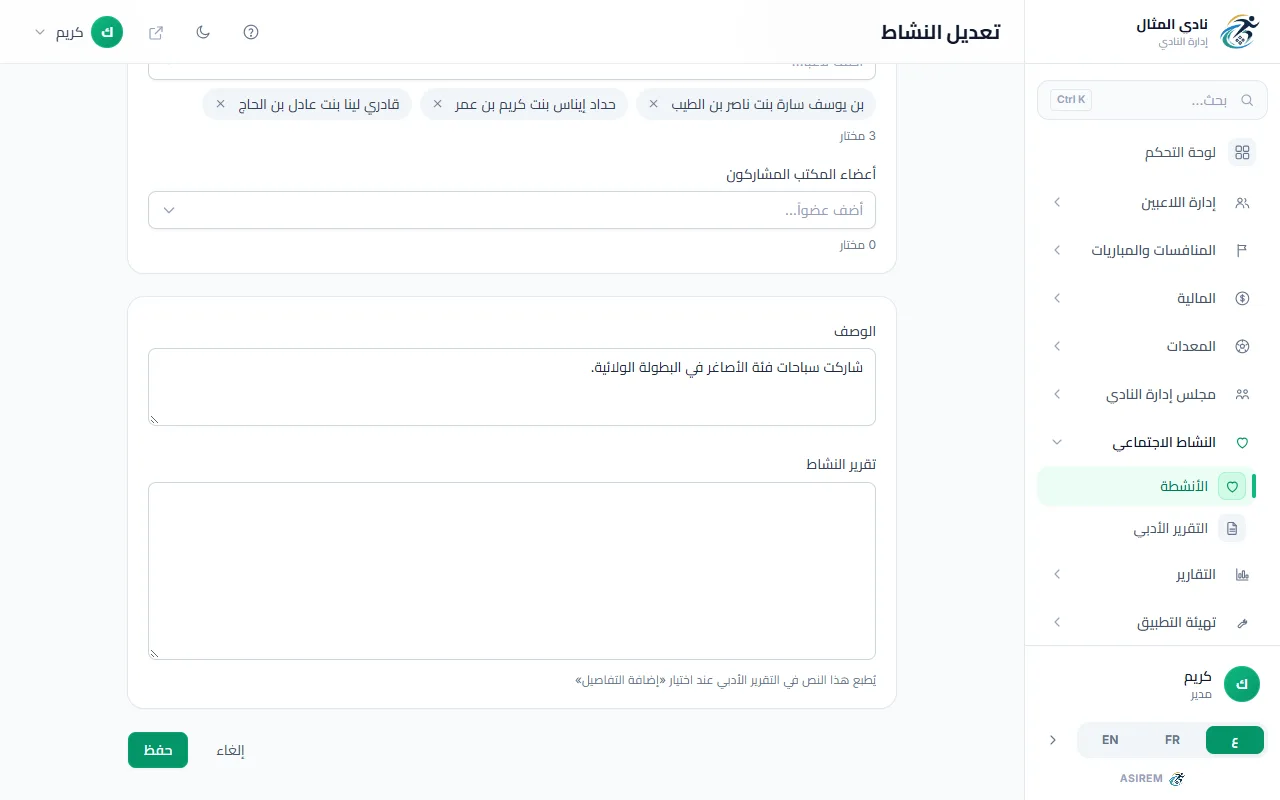 نادي المثال
إدارة النادي
بحث...
Ctrl K
لوحة التحكم
إدارة اللاعبين
المنافسات والمباريات
المالية
المعدات
مجلس إدارة النادي
النشاط الاجتماعي
الأنشطة
التقرير الأدبي
التقارير
تهيئة التطبيق
ك
كريم
مدير
ع
FR
EN
ASIREM
تعديل النشاط
ك
كريم
بن يوسف سارة بنت ناصر بن الطيب
حداد إيناس بنت كريم بن عمر
قادري لينا بنت عادل بن الحاج
3 مختار
أعضاء المكتب المشاركون
أضف عضواً...
0 مختار
الوصف
شاركت سباحات فئة الأصاغر في البطولة الولائية.
تقرير النشاط
يُطبع هذا النص في التقرير الأدبي عند اختيار «إضافة التفاصيل»
إلغاء
حفظ